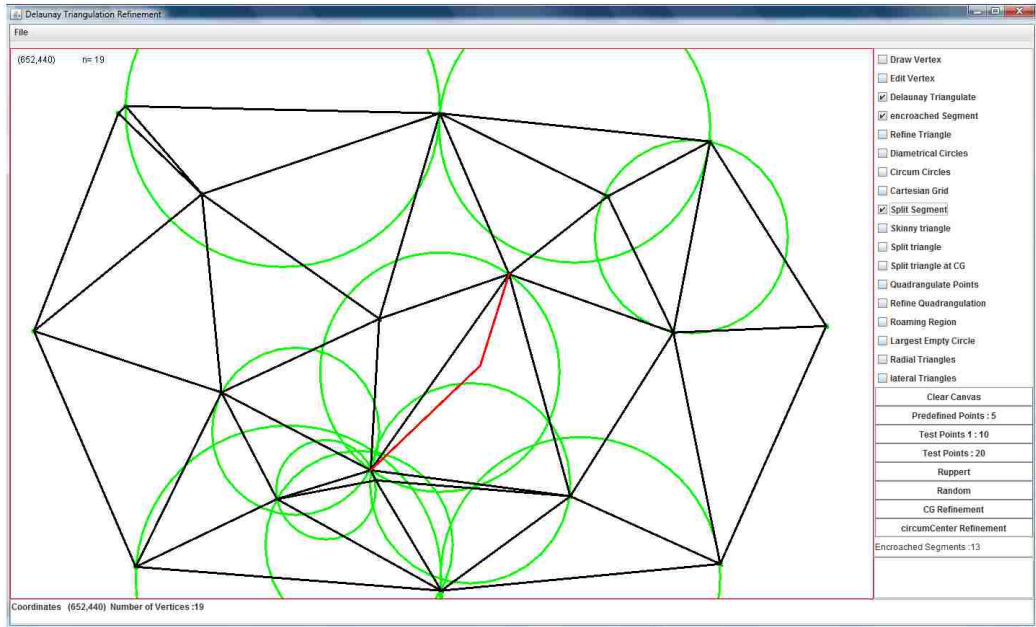 Delaunay Triangulation Refinement
File
(652,440) n= 19
Draw Vertex
Edit Vertex
Delaunay Triangulate
encroached Segment
Refine Triangle
Diametrical Circles
Circum Circles
Cartesian Grid
Split Segment
Skinny triangle
Split triangle
Split triangle at CG
Quadrangulate Points
Refine Quadrangulation
Roaming Region
Largest Empty Circle
Radial Triangles
lateral Triangles
Clear Canvas
Predefined Points : 5
Test Points 1 : 10
Test Points : 20
Ruppert
Random
CG Refinement
circumCenter Refinement
Encroached Segments :13
Coordinates (652,440) Number of Vertices :19